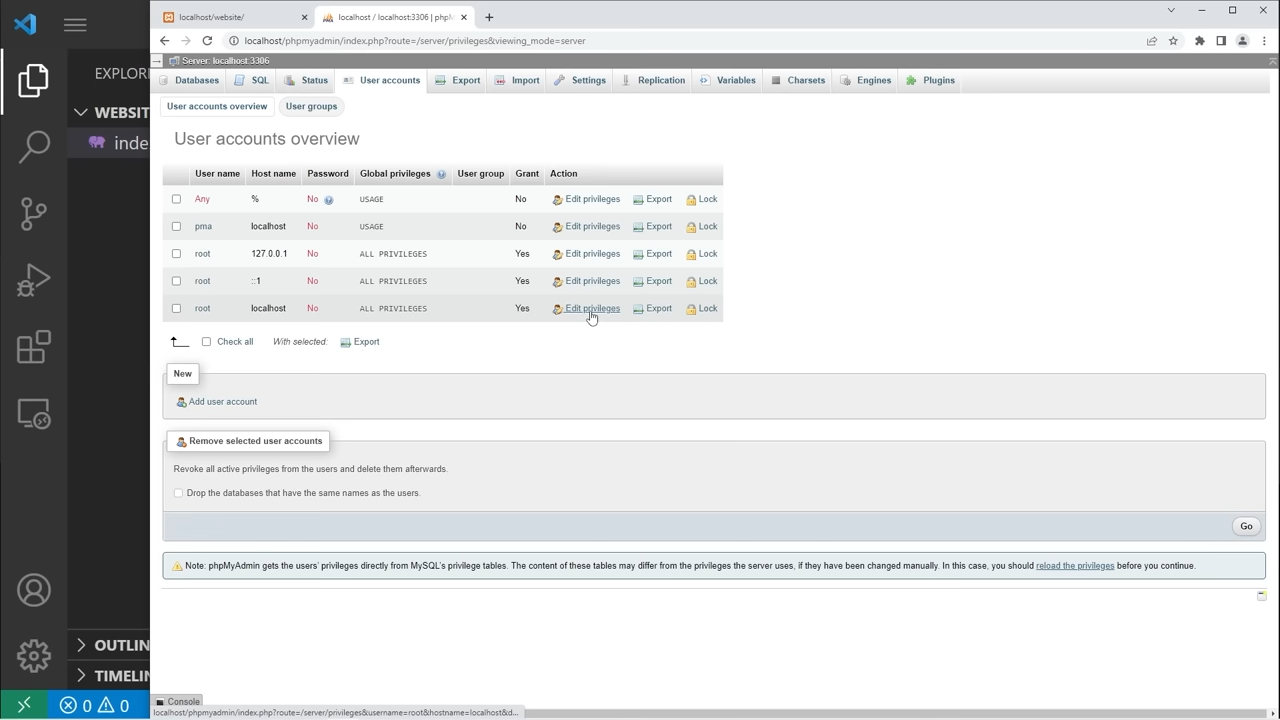 localhost/website/
localhost / localhost:3306 | phpM
localhost/phpmyadmin/index.php?route=/server/privileges&viewing_mode=server
Server: localhost:3306
Databases SQL Status User accounts Export Import Settings Replication Variables Charsets Engines Plugins
User accounts overview User groups
User accounts overview
User name Host name Password Global privileges User group Grant Action
Any % No USAGE No Edit privileges Export Lock
pma localhost No USAGE No Edit privileges Export Lock
root 127.0.0.1 No ALL PRIVILEGES Yes Edit privileges Export Lock
root ::1 No ALL PRIVILEGES Yes Edit privileges Export Lock
root localhost No ALL PRIVILEGES Yes Edit privileges Export Lock
Check all With selected: Export
New
Add user account
Remove selected user accounts
Revoke all active privileges from the users and delete them afterwards.
Drop the databases that have the same names as the users.
Go
Note: phpMyAdmin gets the users' privileges directly from MySQL's privilege tables. The content of these tables may differ from the privileges the server uses, if they have been changed manually. In this case, you should reload the privileges before you continue.
Console
localhost/phpmyadmin/index.php?route=/server/privileges&username=root&hostname=localhost&d...
EXPLOR
WEBSIT
inde
OUTLIN
TIMELIN
0 0